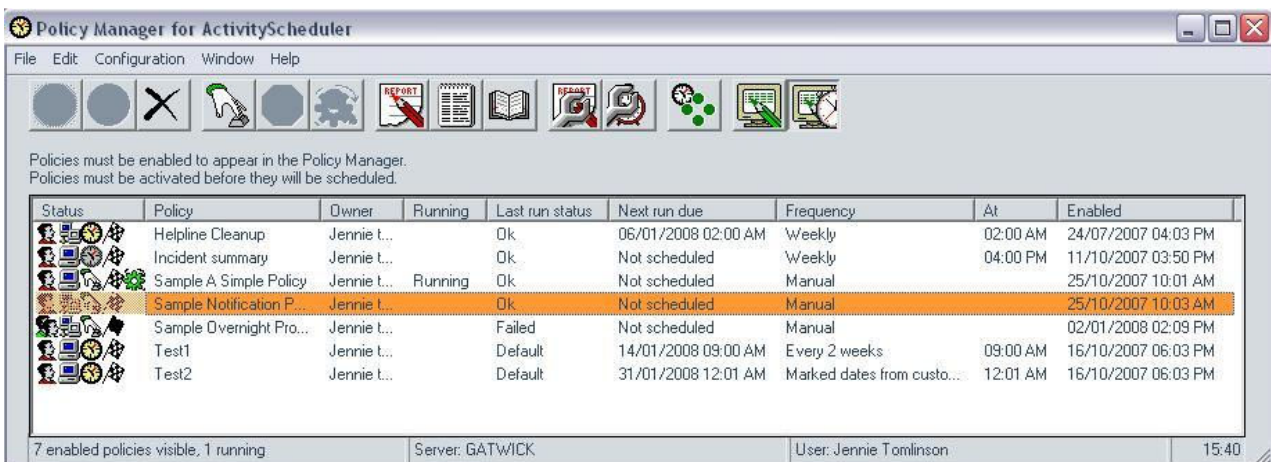 Policy Manager for ActivityScheduler
File Edit Configuration Window Help
REPORT REPORT
Policies must be enabled to appear in the Policy Manager.
Policies must be activated before they will be scheduled.
Status Policy Owner Running Last run status Next run due Frequency At Enabled
Helpline Cleanup Jennie t... Ok 06/01/2008 02:00 AM Weekly 02:00 AM 24/07/2007 04:03 PM
Incident summary Jennie t... Ok Not scheduled Weekly 04:00 PM 11/10/2007 03:50 PM
Sample A Simple Policy Jennie t... Running Ok Not scheduled Manual 25/10/2007 10:01 AM
Sample Notification P... Jennie t... Ok Not scheduled Manual 25/10/2007 10:03 AM
Sample Overnight Pro... Jennie t... Failed Not scheduled Manual 02/01/2008 02:09 PM
Test1 Jennie t... Default 14/01/2008 09:00 AM Every 2 weeks 09:00 AM 16/10/2007 06:03 PM
Test2 Jennie t... Default 31/01/2008 12:01 AM Marked dates from custo... 12:01 AM 16/10/2007 06:03 PM
7 enabled policies visible, 1 running Server: GATWICK User: Jennie Tomlinson 15:40